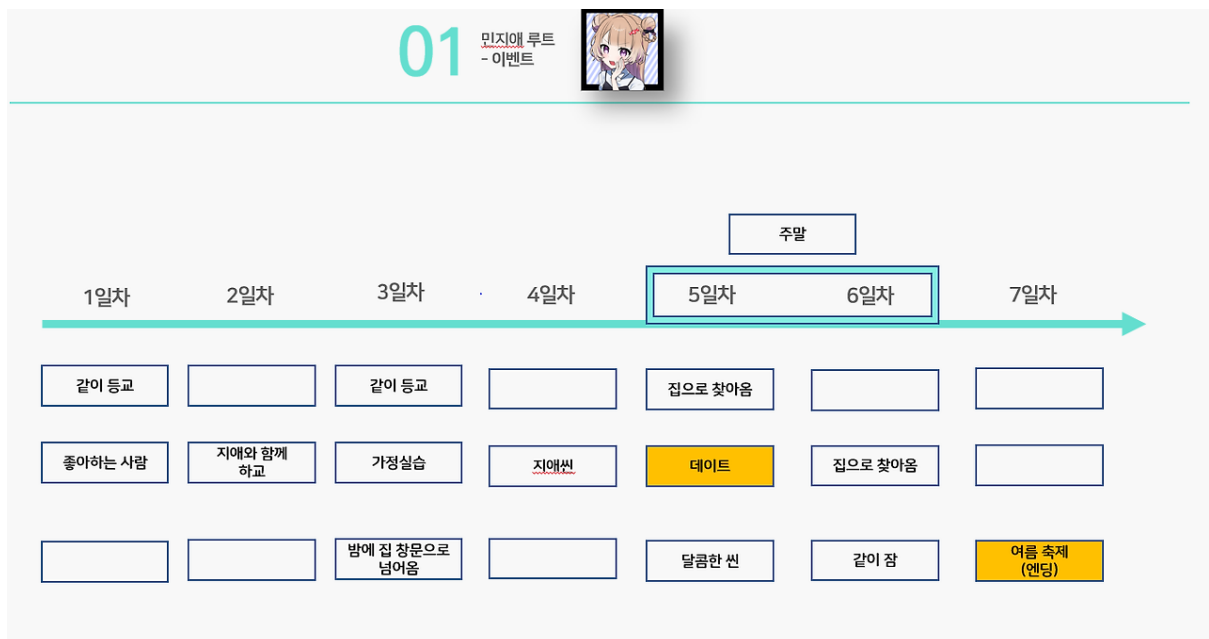 01
민지애 루트
- 이벤트
주말
1일차
2일차
3일차
4일차
5일차
6일차
7일차
같이 등교
같이 등교
집으로 찾아옴
좋아하는 사람
지애와 함께
하교
가정실습
지애씬
데이트
집으로 찾아옴
밤에 집 창문으로
넘어옴
달콤한 씬
같이 잠
여름 축제
(엔딩)